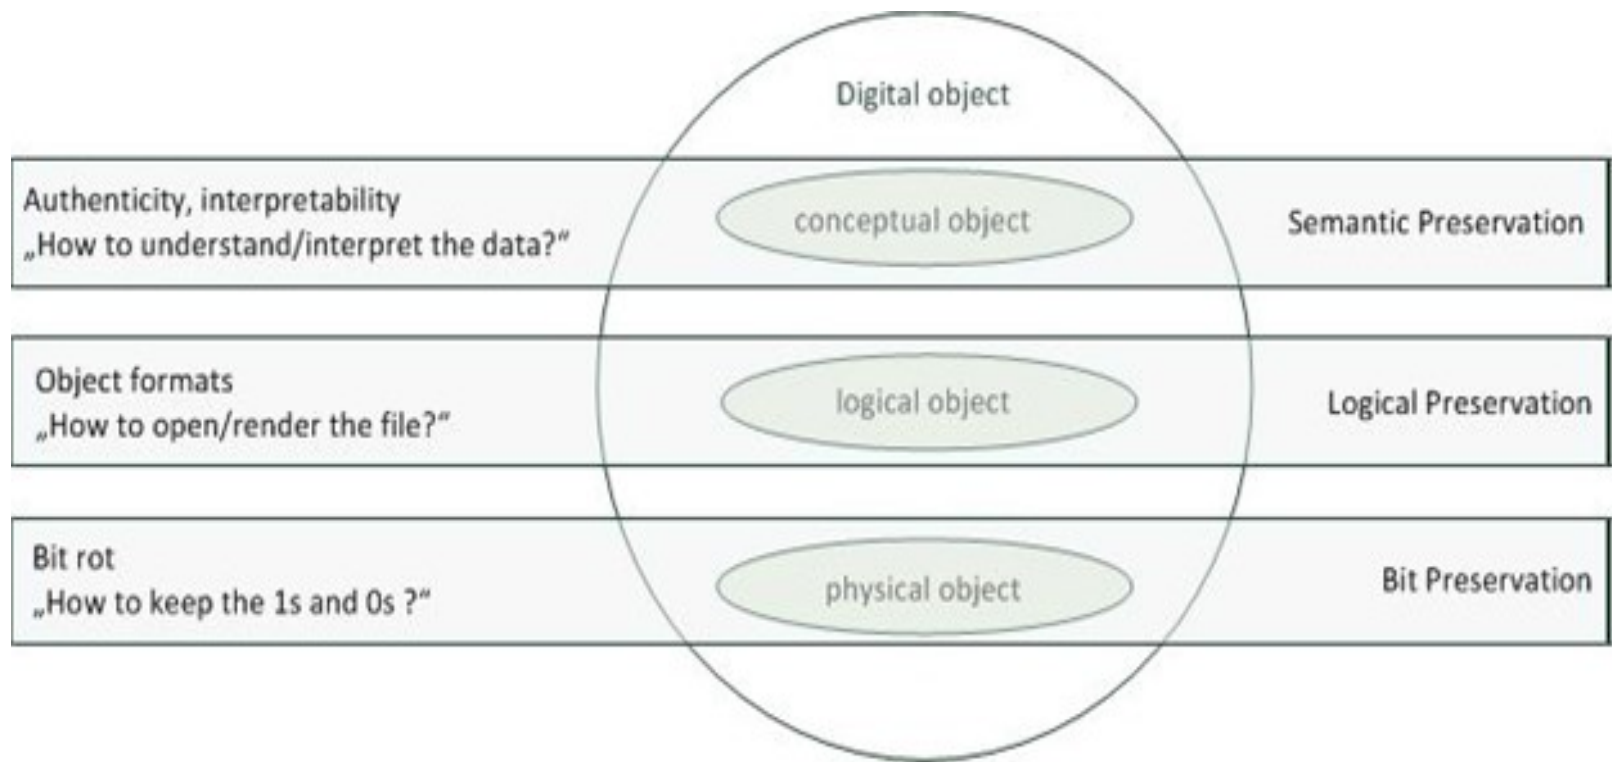 Digital object
Authenticity, interpretability
„How to understand/interpret the data?“
conceptual object
Semantic Preservation
Object formats
„How to open/render the file?“
logical object
Logical Preservation
Bit rot
„How to keep the 1s and 0s ?“
physical object
Bit Preservation